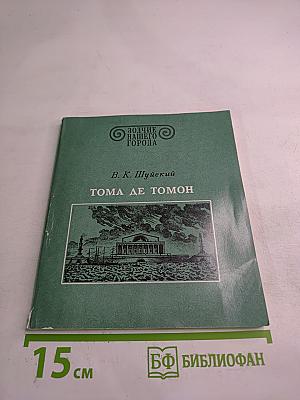 ЗОДЧИЕ
НАШЕГО
ГОРОДА
В. К. Шуйский
ТОМА ДЕ ТОМОН
15 см
БФ БИБЛИОФАН